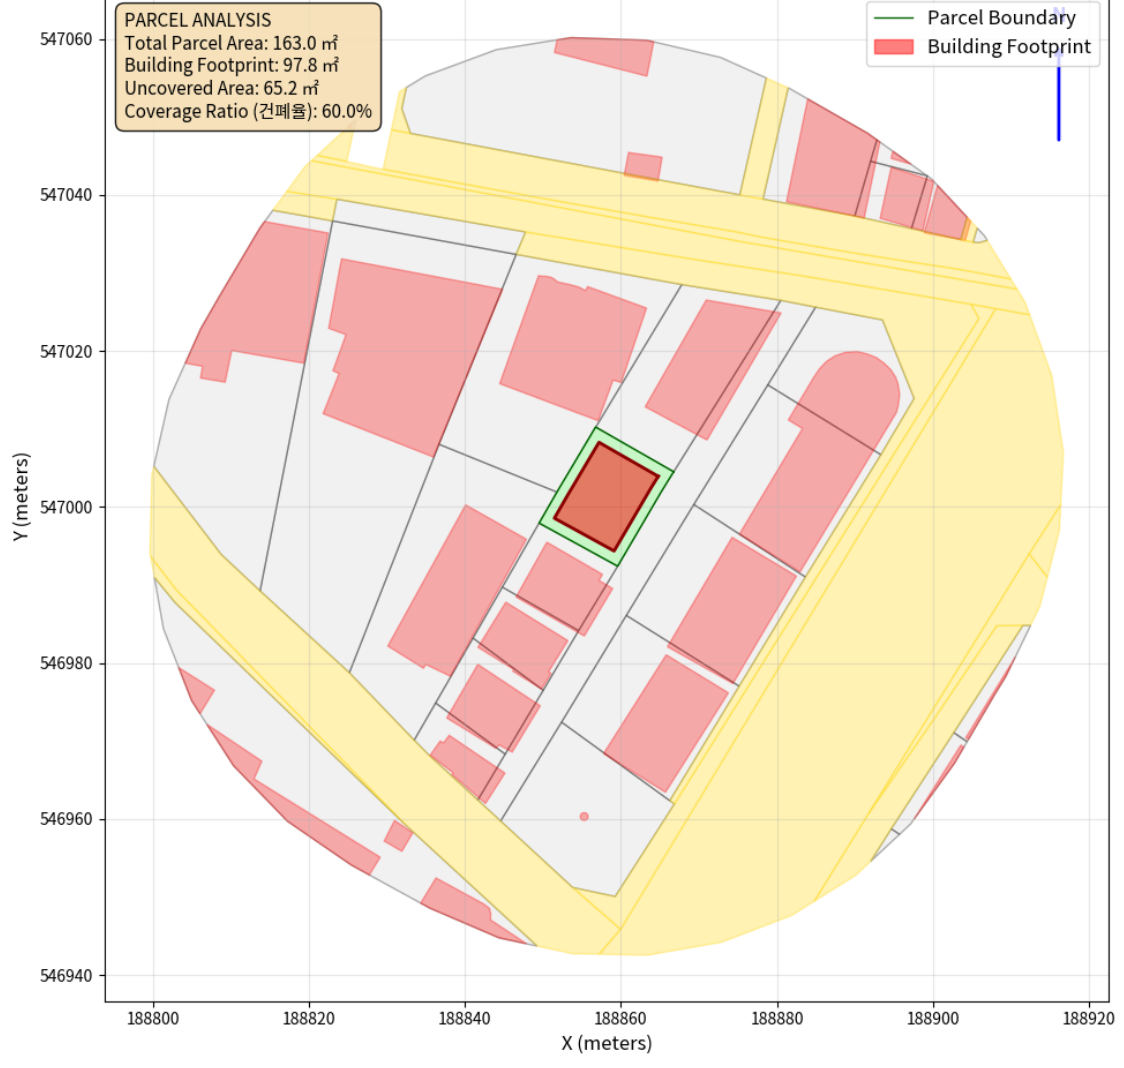 PARCEL ANALYSIS
Total Parcel Area: 163.0 ㎡
Building Footprint: 97.8 ㎡
Uncovered Area: 65.2 ㎡
Coverage Ratio (건폐율): 60.0%
Parcel Boundary
Building Footprint
N
547060
547040
547020
547000
546980
546960
546940
Y (meters)
188800
188820
188840
188860
188880
188900
188920
X (meters)